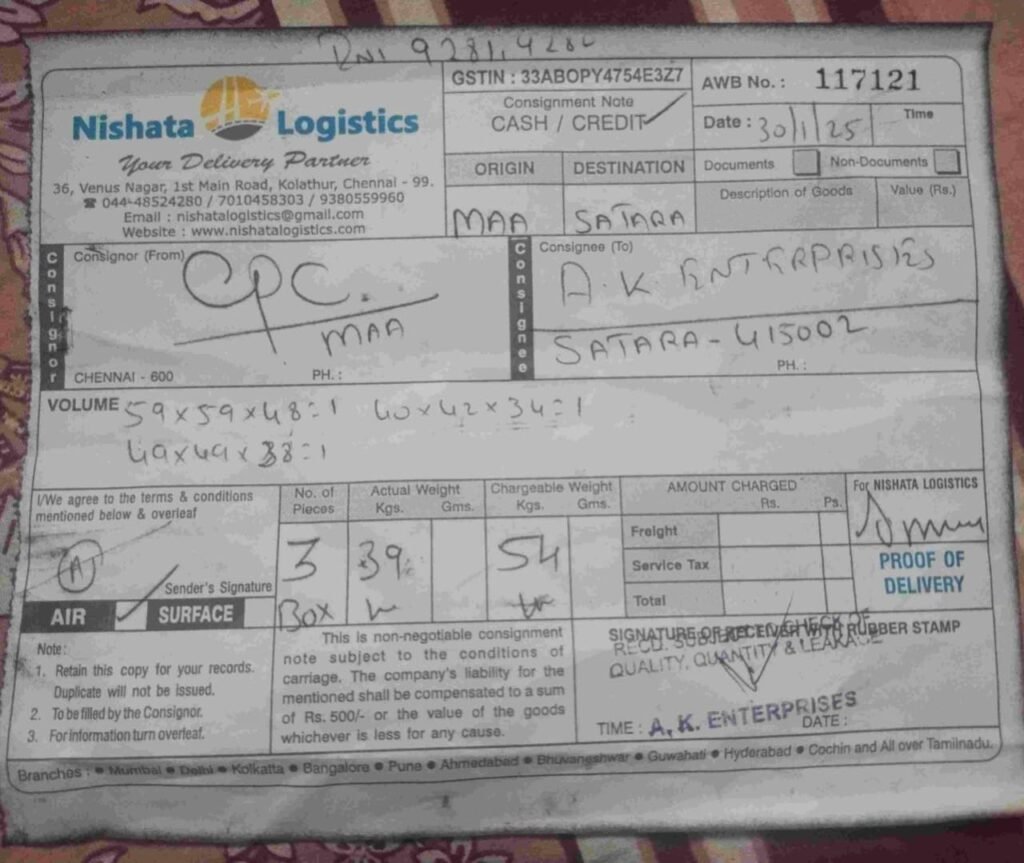 9281, 428
Nishata Logistics
Your Delivery Partner
36, Venus Nagar, 1st Main Road, Kolathur, Chennai - 99.
☎ 044-48524280 / 7010458303 / 9380559960
Email : nishatalogistics@gmail.com
Website : www.nishatalogistics.com
GSTIN : 33ABOPY4754E3Z7
Consignment Note
CASH / CREDIT ✓
AWB No. : 117121
Date : 30/1/25 Time
ORIGIN DESTINATION
MAA SATARA
Documents Non-Documents
Description of Goods Value (Rs.)
Consignor
Consignor (From)
CPC.
MAA
CHENNAI - 600 PH. :
Consignee
Consignee (To)
A. K. ENTERPRISES
SATARA - 415002
PH. :
VOLUME 59x59x48=1 40x42x34=1
49x49x38=1
I/We agree to the terms & conditions
mentioned below & overleaf
A
Sender's Signature
AIR ✓ SURFACE
No. of Pieces
3
Box
Actual Weight
Kgs. Gms.
39
Chargeable Weight
Kgs. Gms.
54
AMOUNT CHARGED
Rs. Ps.
Freight
Service Tax
Total
For NISHATA LOGISTICS
PROOF OF
DELIVERY
Note :
1. Retain this copy for your records.
Duplicate will not be issued.
2. To be filled by the Consignor.
3. For information turn overleaf.
This is non-negotiable consignment
note subject to the conditions of
carriage. The company's liability for the
mentioned shall be compensated to a sum
of Rs. 500/- or the value of the goods
whichever is less for any cause.
SIGNATURE OR RECEIVER WITH RUBBER STAMP
RECD. SUBJECT TO CHECK OF
QUALITY, QUANTITY & LEAKAGE
A. K. ENTERPRISES
TIME : DATE :
Branches : ● Mumbai ● Delhi ● Kolkatta ● Bangalore ● Pune ● Ahmedabad ● Bhuvaneshwar ● Guwahati ● Hyderabad ● Cochin and All over Tamilnadu.